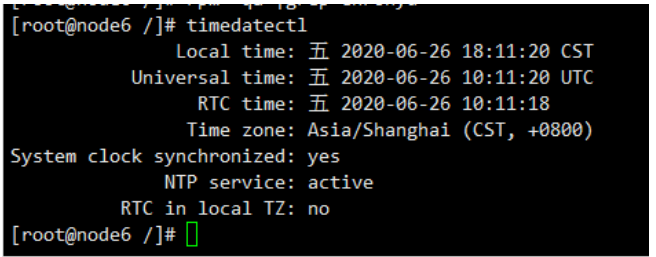 [root@node6 /]# timedatectl
Local time: 五 2020-06-26 18:11:20 CST
Universal time: 五 2020-06-26 10:11:20 UTC
RTC time: 五 2020-06-26 10:11:18
Time zone: Asia/Shanghai (CST, +0800)
System clock synchronized: yes
NTP service: active
RTC in local TZ: no
[root@node6 /]#